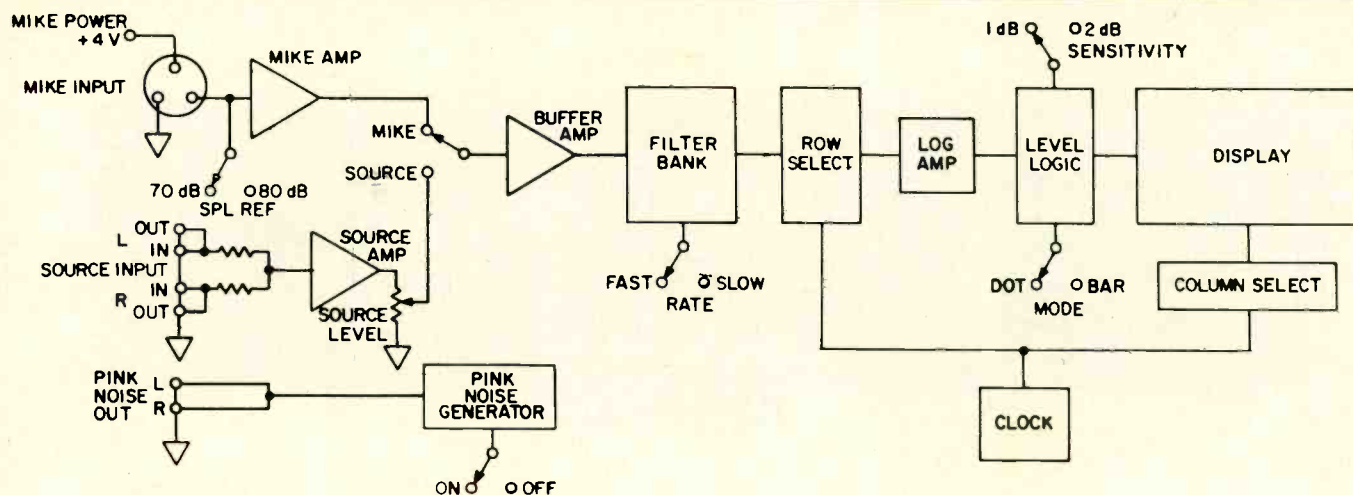 MIKE POWER
+4 V
MIKE INPUT
MIKE AMP
70 dB
80 dB
SPL REF
MIKE
SOURCE
BUFFER
AMP
FILTER
BANK
FAST
SLOW
RATE
ROW
SELECT
LOG
AMP
1 dB
2 dB
SENSITIVITY
LEVEL
LOGIC
DOT
BAR
MODE
DISPLAY
COLUMN SELECT
CLOCK
OUT
L
IN
SOURCE INPUT
IN
R
OUT
SOURCE
AMP
SOURCE
LEVEL
PINK
NOISE
OUT
L
R
PINK
NOISE
GENERATOR
ON
OFF